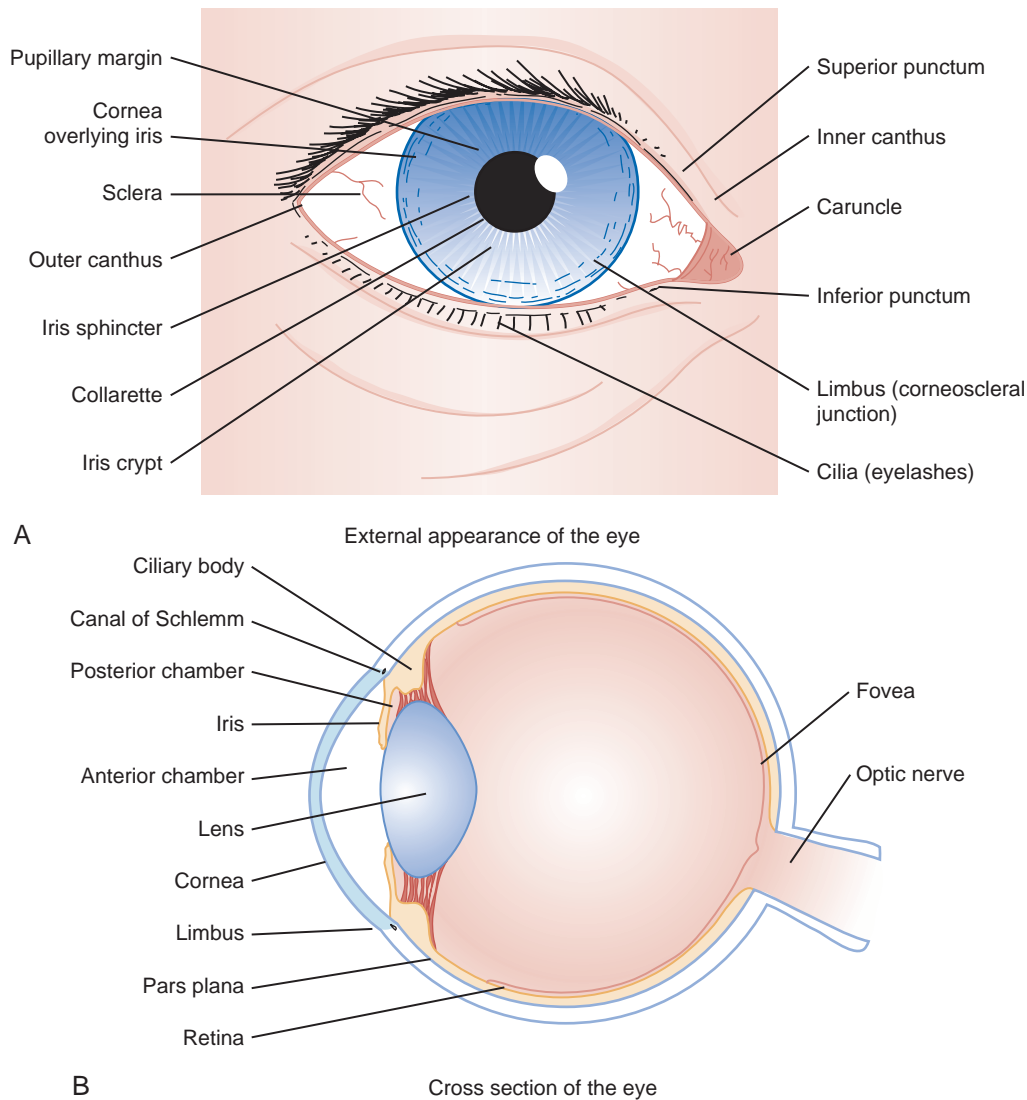 Pupillary margin
Cornea
overlying iris
Sclera
Outer canthus
Iris sphincter
Collarette
Iris crypt
Superior punctum
Inner canthus
Caruncle
Inferior punctum
Limbus (corneoscleral
junction)
Cilia (eyelashes)
A
External appearance of the eye
Ciliary body
Canal of Schlemm
Posterior chamber
Iris
Anterior chamber
Lens
Cornea
Limbus
Pars plana
Retina
Fovea
Optic nerve
B
Cross section of the eye